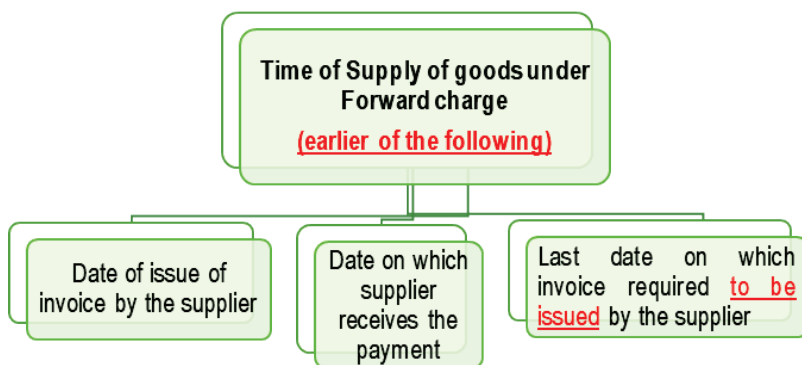 Time of Supply of goods under
Forward charge
(earlier of the following)
Date of issue of
invoice by the supplier
Date on which
supplier
receives the
payment
Last date on which
invoice required to be
issued by the supplier